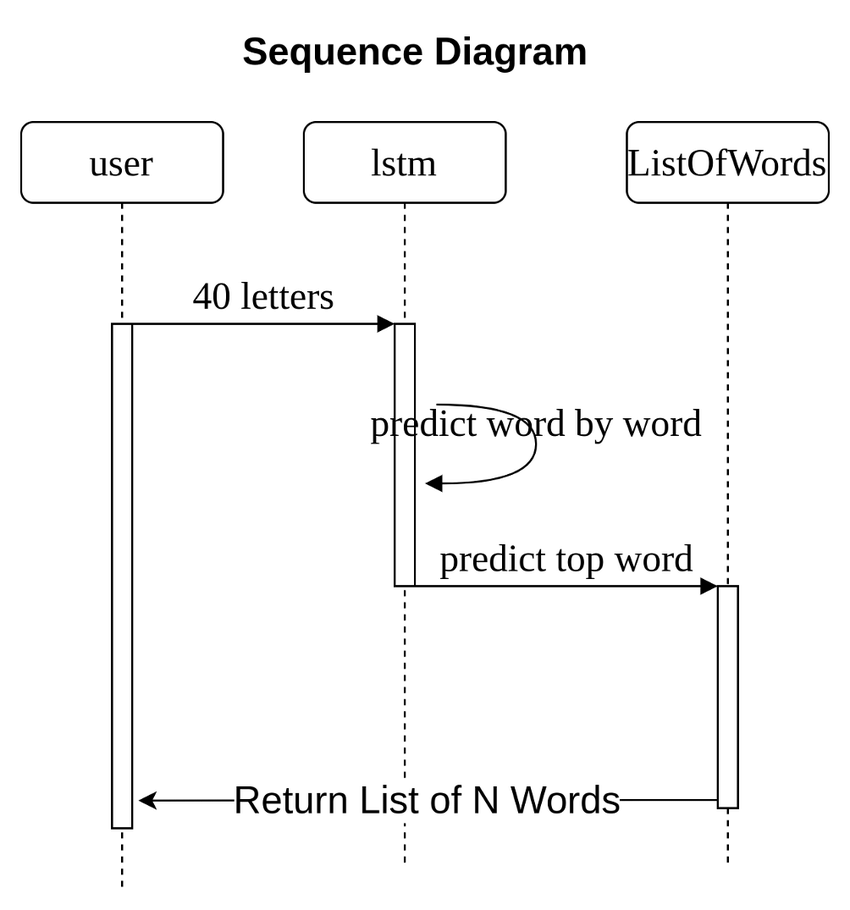 Sequence Diagram
user
lstm
ListOfWords
40 letters
predict word by word
predict top word
Return List of N Words